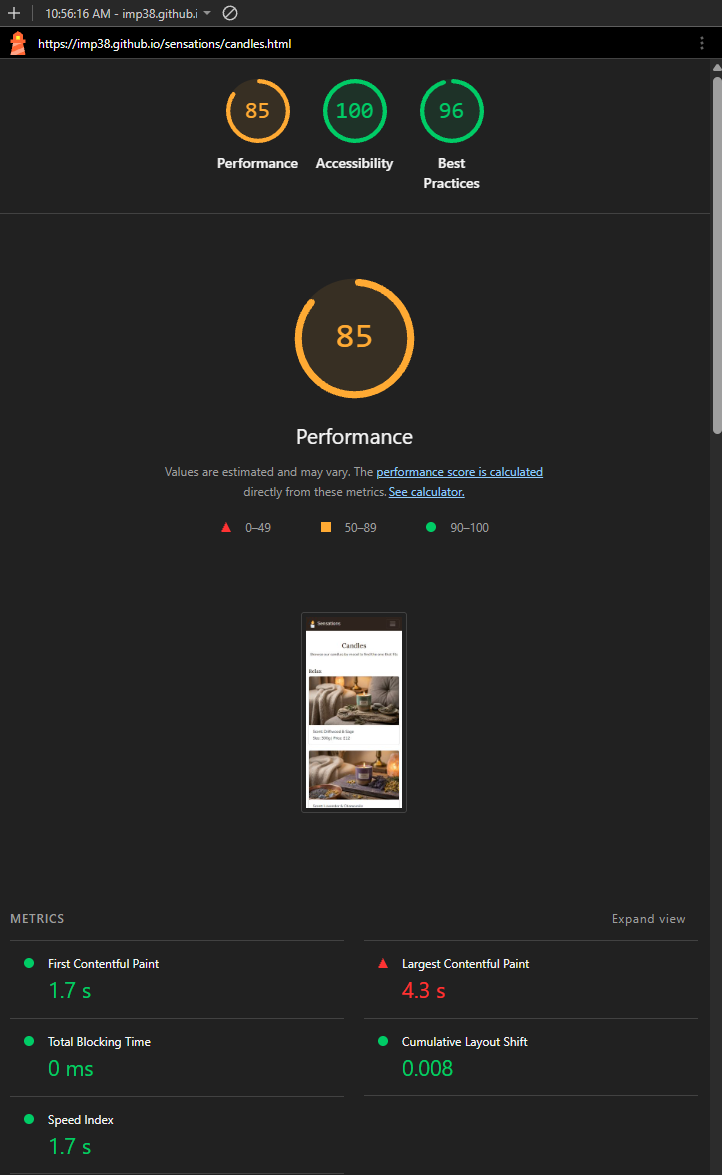 10:56:16 AM - imp38.github.i
https://imp38.github.io/sensations/candles.html
85
100
96
Performance
Accessibility
Best
Practices
85
Performance
Values are estimated and may vary. The performance score is calculated
directly from these metrics. See calculator.
0–49
50–89
90–100
Sensations
Candles
Relax
Scent: Driftwood & Sage
METRICS
Expand view
First Contentful Paint
1.7 s
Largest Contentful Paint
4.3 s
Total Blocking Time
0 ms
Cumulative Layout Shift
0.008
Speed Index
1.7 s